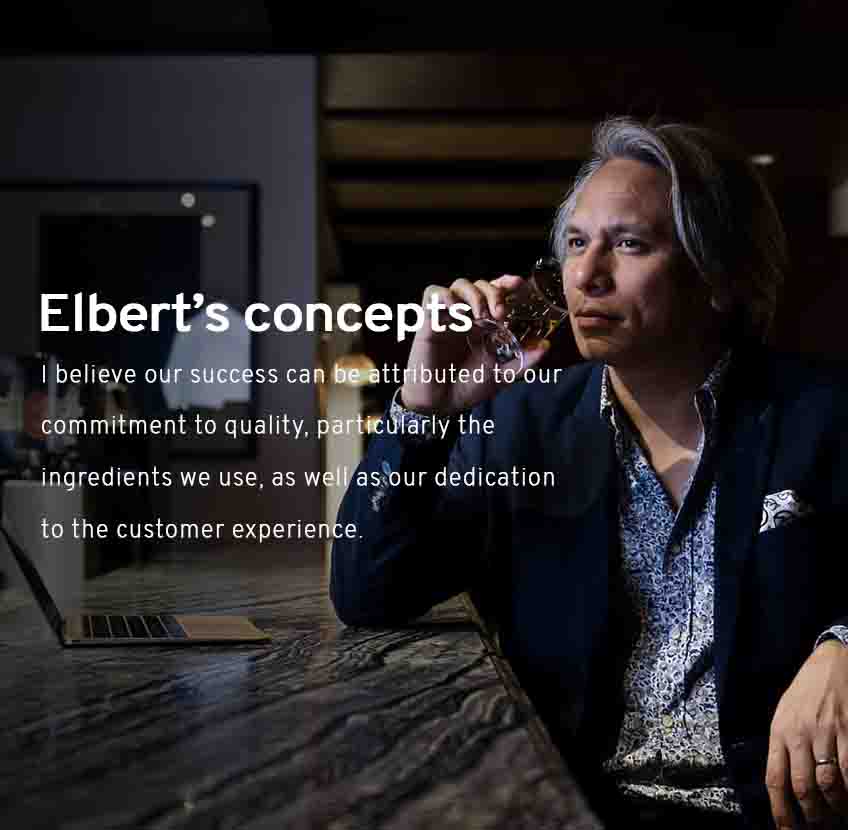 Elbert’s concepts
I believe our success can be attributed to our
commitment to quality, particularly the
ingredients we use, as well as our dedication
to the customer experience.